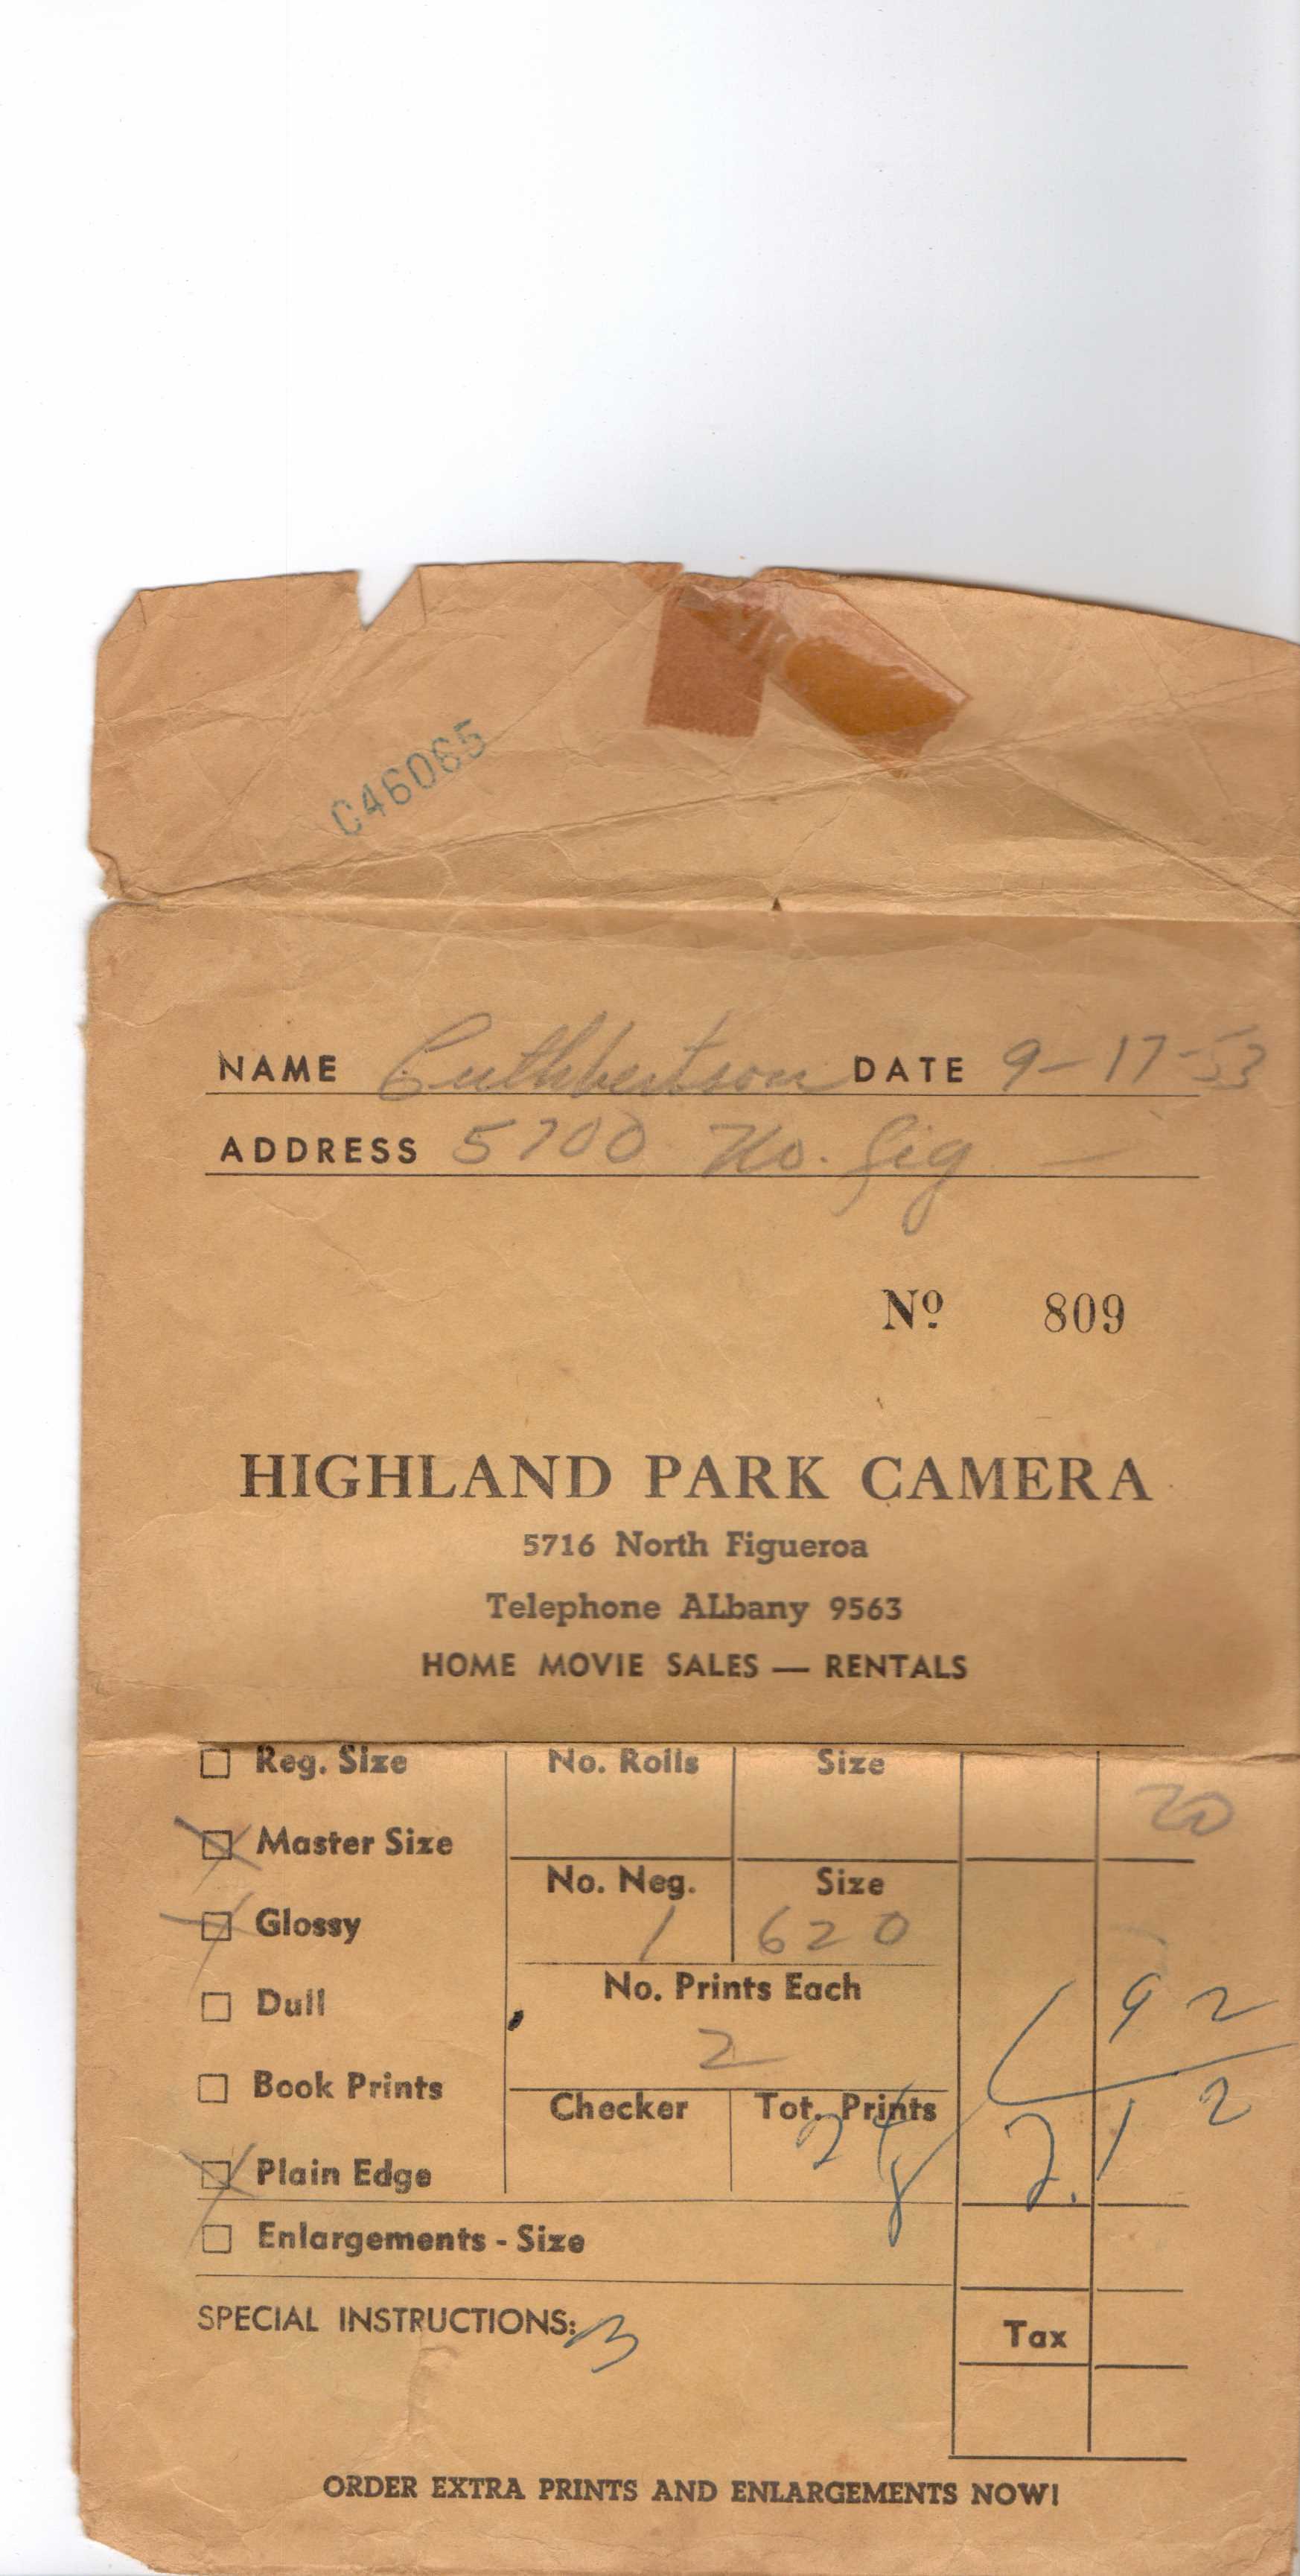 C46065
NAME Cuthbertson DATE 9-17-53
ADDRESS 5700 No. Fig
Nº 809
HIGHLAND PARK CAMERA
5716 North Figueroa
Telephone ALbany 9563
HOME MOVIE SALES — RENTALS
Reg. Size No. Rolls Size 20
Master Size
No. Neg. Size
Glossy 1 620
No. Prints Each
Dull 1 92
2
Book Prints
Checker Tot. Prints 2.12
24
8
Plain Edge
Enlargements - Size
SPECIAL INSTRUCTIONS:
Tax
ORDER EXTRA PRINTS AND ENLARGEMENTS NOW!